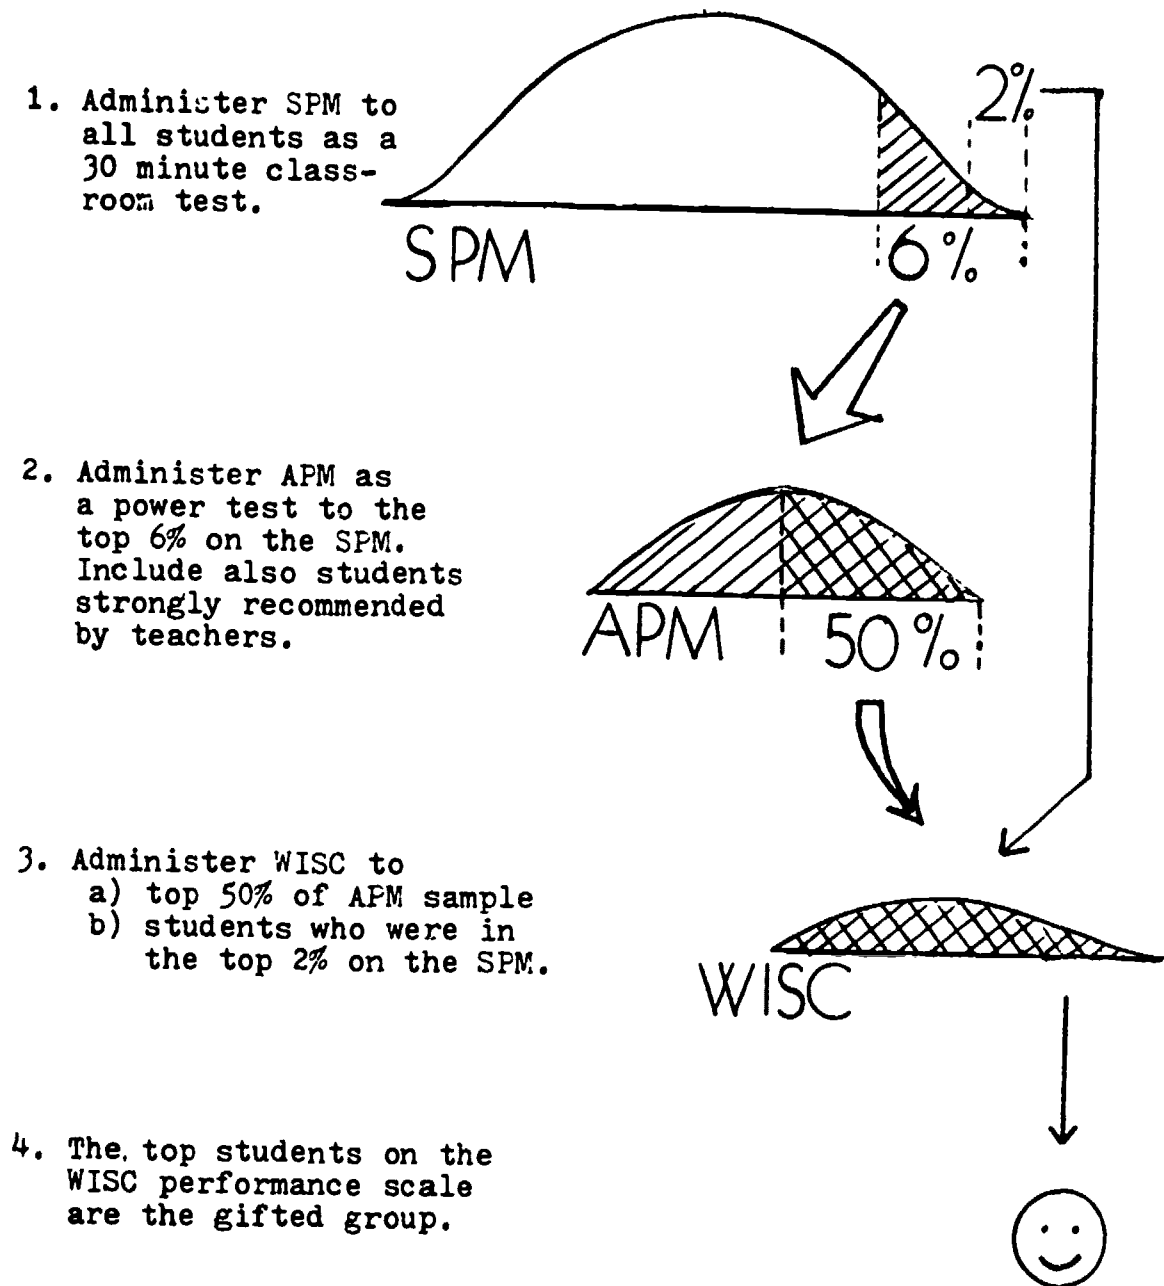 1. Administer SPM to
all students as a
30 minute class-
room test.
2%
SPM
6%
2. Administer APM as
a power test to the
top 6% on the SPM.
Include also students
strongly recommended
by teachers.
APM
50%
3. Administer WISC to
a) top 50% of APM sample
b) students who were in
the top 2% on the SPM.
WISC
4. The top students on the
WISC performance scale
are the gifted group.